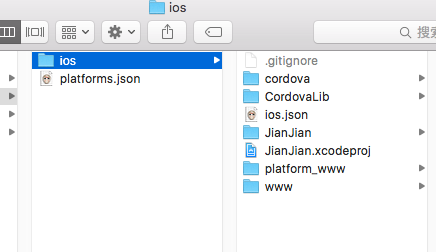 ios
搜索
ios
platforms.json
.gitignore
cordova
CordovaLib
ios.json
JianJian
JianJian.xcodeproj
platform_www
www